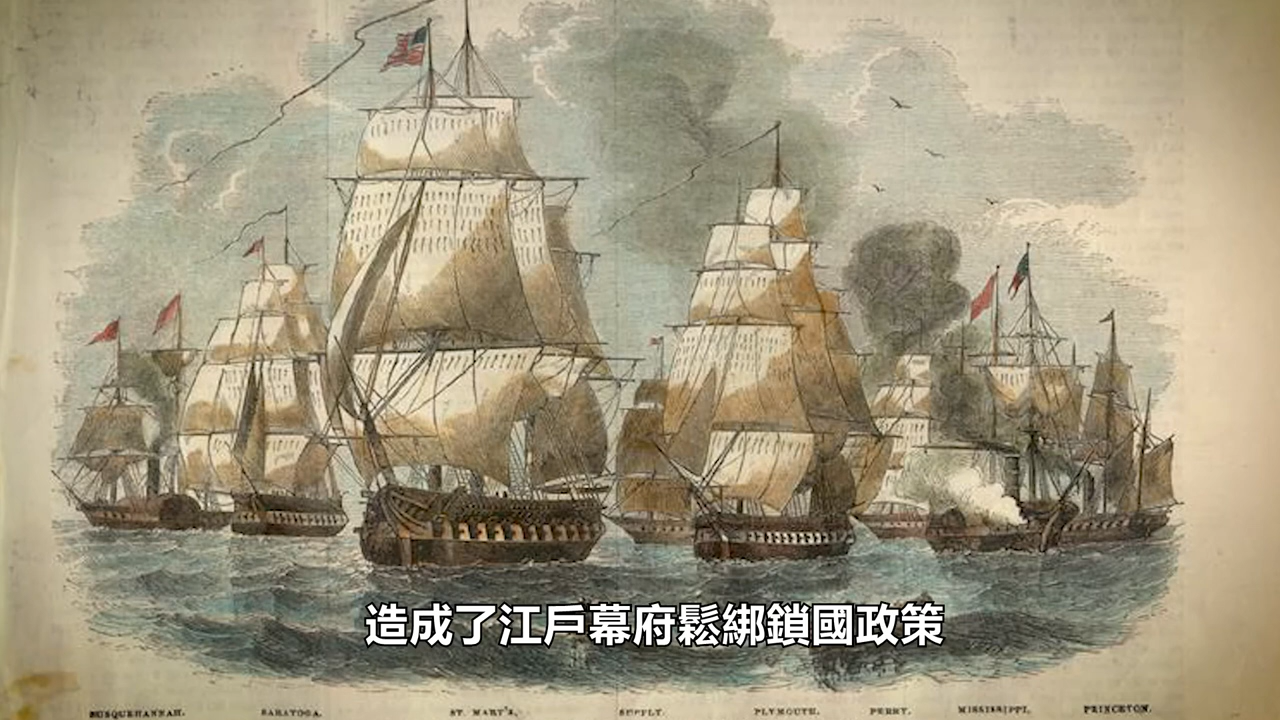 造成了江戶幕府鬆綁鎖國政策
SUSQUEHANNAH. SARATOGA. ST. MARY'S. SUPPLY. PLYMOUTH. PERRY. MISSISSIPPI. PRINCETON.